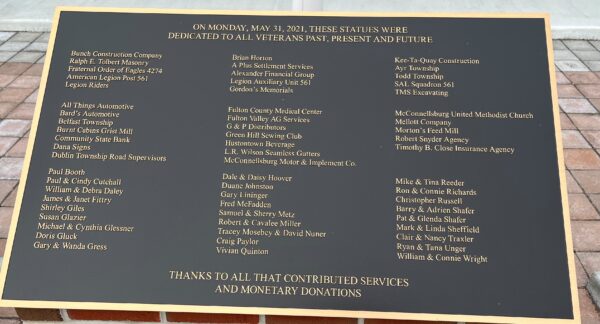 ON MONDAY, MAY 31, 2021, THESE STATUES WERE
DEDICATED TO ALL VETERANS PAST, PRESENT AND FUTURE
Bunch Construction Company
Ralph E. Tolbert Masonry
Fraternal Order of Eagles 4274
American Legion Post 561
Legion Riders
Brian Horton
A Plus Settlement Services
Alexander Financial Group
Legion Auxiliary Unit 561
Gordon's Memorials
Kee-Ta-Quay Construction
Ayr Township
Todd Township
SAL Squadron 561
TMS Excavating
All Things Automotive
Bard's Automotive
Belfast Township
Burnt Cabins Grist Mill
Community State Bank
Dana Signs
Dublin Township Road Supervisors
Fulton County Medical Center
Fulton Valley AG Services
G & P Distributors
Green Hill Sewing Club
Hustontown Beverage
L.R. Wilson Seamless Gutters
McConnellsburg Motor & Implement Co.
McConnellsburg United Methodist Church
Mellott Company
Morton's Feed Mill
Robert Snyder Agency
Timothy B. Close Insurance Agency
Paul Booth
Paul & Cindy Cutchall
William & Debra Daley
James & Janet Fittry
Shirley Giles
Susan Glazier
Michael & Cynthia Glessner
Doris Gluck
Gary & Wanda Gress
Dale & Daisy Hoover
Duane Johnston
Gary Lininger
Fred McFadden
Samuel & Sherry Metz
Robert & Cavalee Miller
Tracey Mosebey & David Nuner
Craig Paylor
Vivian Quinton
Mike & Tina Reeder
Ron & Connie Richards
Christopher Russell
Barry & Adrien Shafer
Pat & Glenda Shafer
Mark & Linda Sheffield
Clair & Nancy Traxler
Ryan & Tana Unger
William & Connie Wright
THANKS TO ALL THAT CONTRIBUTED SERVICES
AND MONETARY DONATIONS